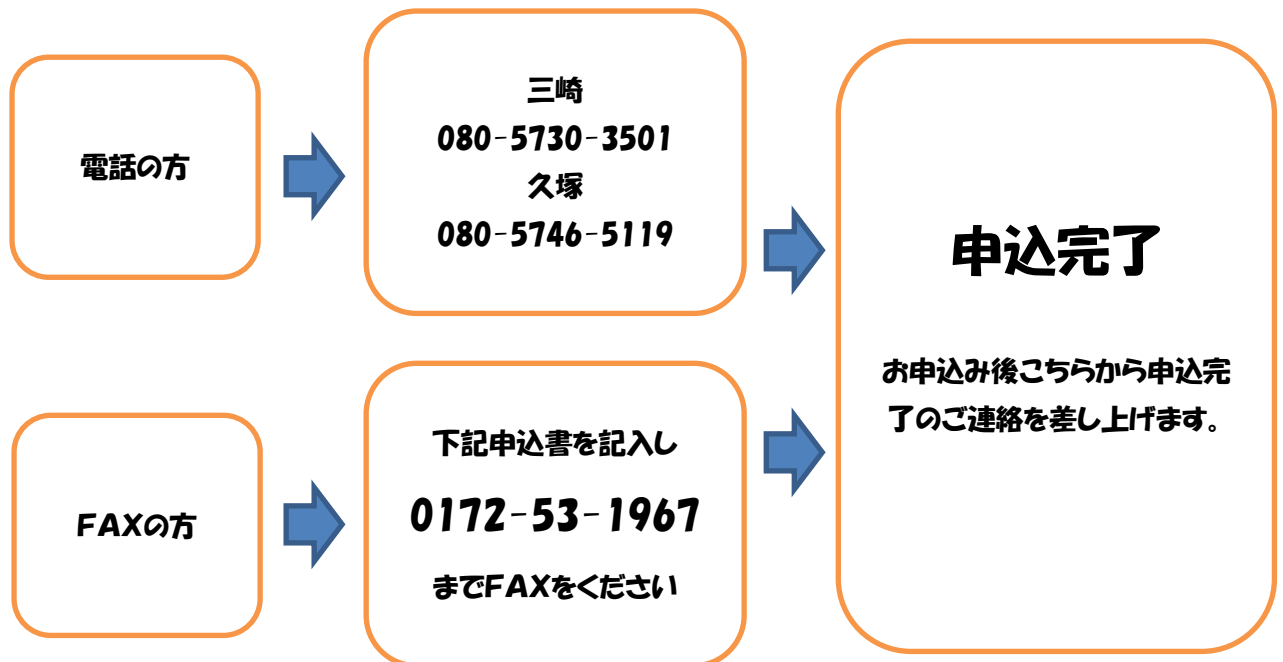 電話の方
三崎
080-5730-3501
久塚
080-5746-5119
FAXの方
下記申込書を記入し
0172-53-1967
までFAXをください
申込完了
お申込み後こちらから申込完
了のご連絡を差し上げます。